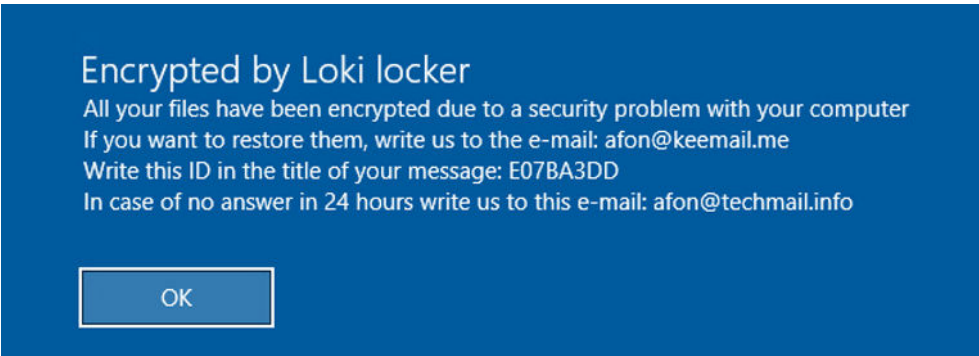 Encrypted by Loki locker
All your files have been encrypted due to a security problem with your computer
If you want to restore them, write us to the e-mail: afon@keemail.me
Write this ID in the title of your message: E07BA3DD
In case of no answer in 24 hours write us to this e-mail: afon@techmail.info
OK